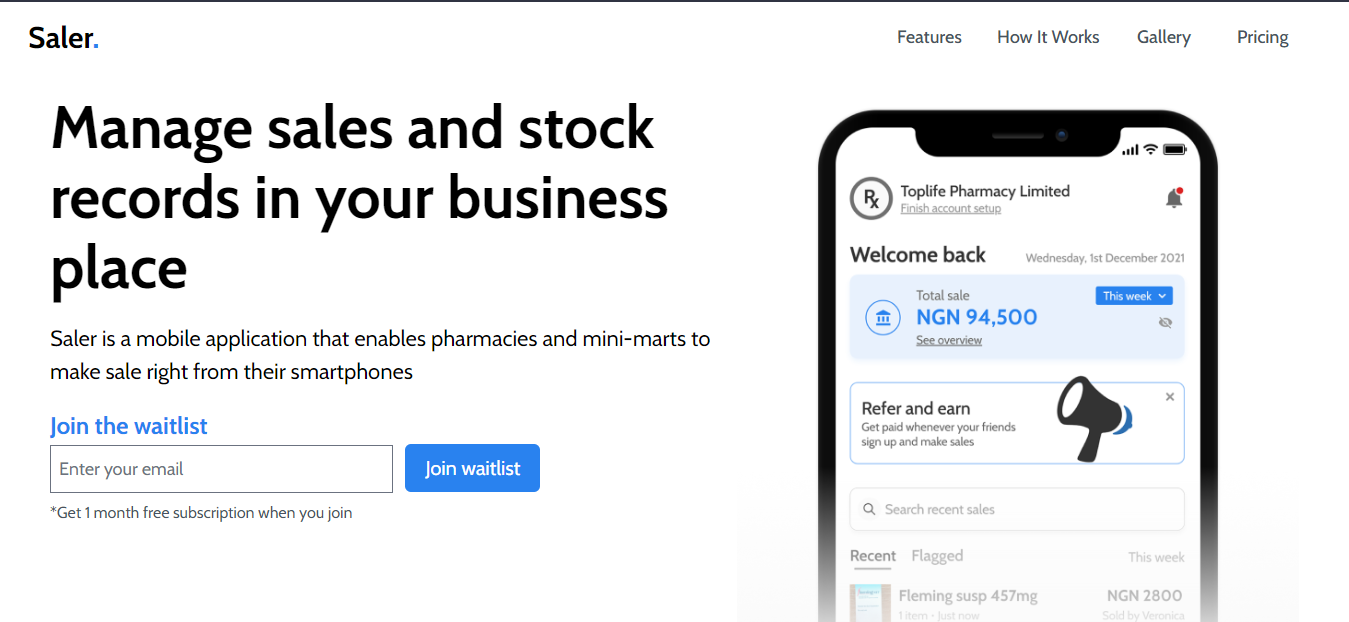 Saler.
Features How It Works Gallery Pricing
Manage sales and stock
records in your business
place
Saler is a mobile application that enables pharmacies and mini-marts to
make sale right from their smartphones
Join the waitlist
Enter your email
Join waitlist
*Get 1 month free subscription when you join
Rx
Toplife Pharmacy Limited
Finish account setup
Welcome back
Wednesday, 1st December 2021
Total sale
This week
NGN 94,500
See overview
Refer and earn
Get paid whenever your friends
sign up and make sales
Search recent sales
Recent Flagged This week
Fleming susp 457mg NGN 2800
1 item • Just now Sold by Veronica